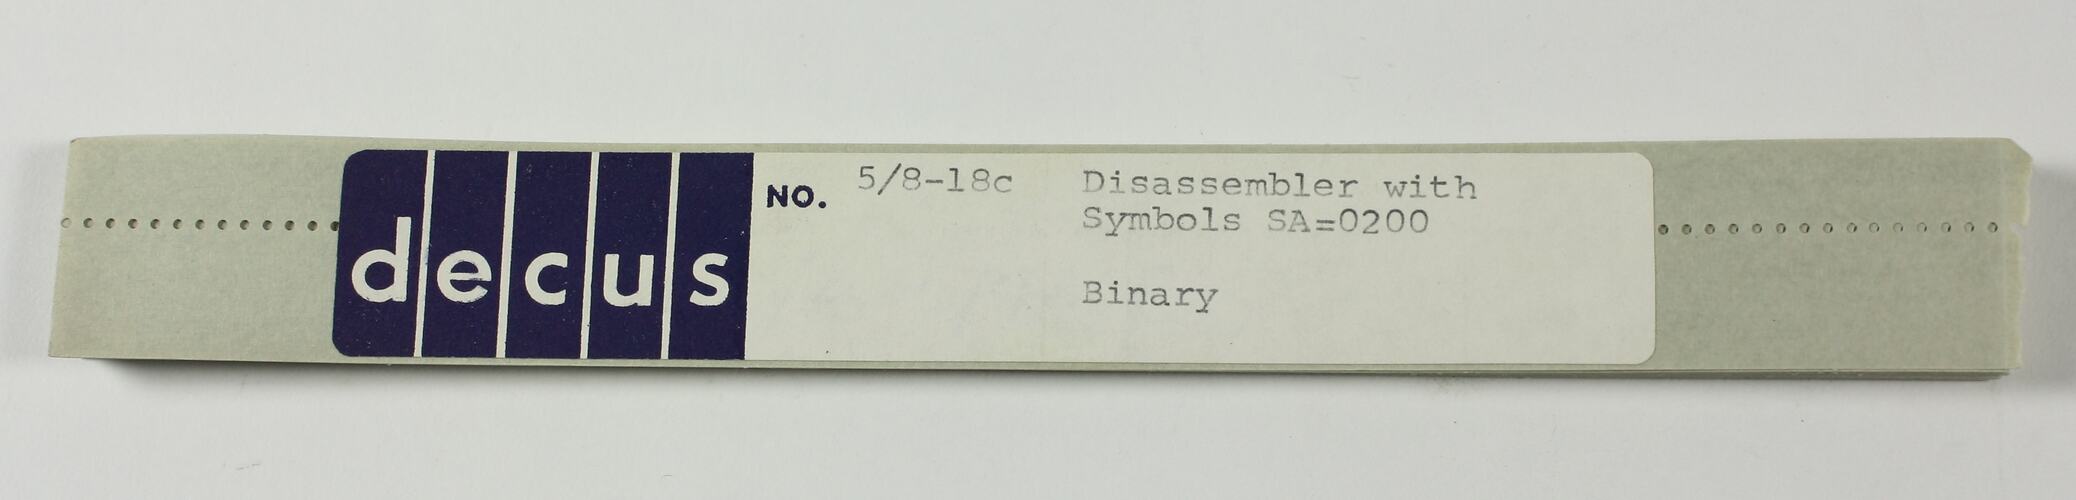 decus
NO. 5/8-18c
Disassembler with
Symbols SA=0200
Binary